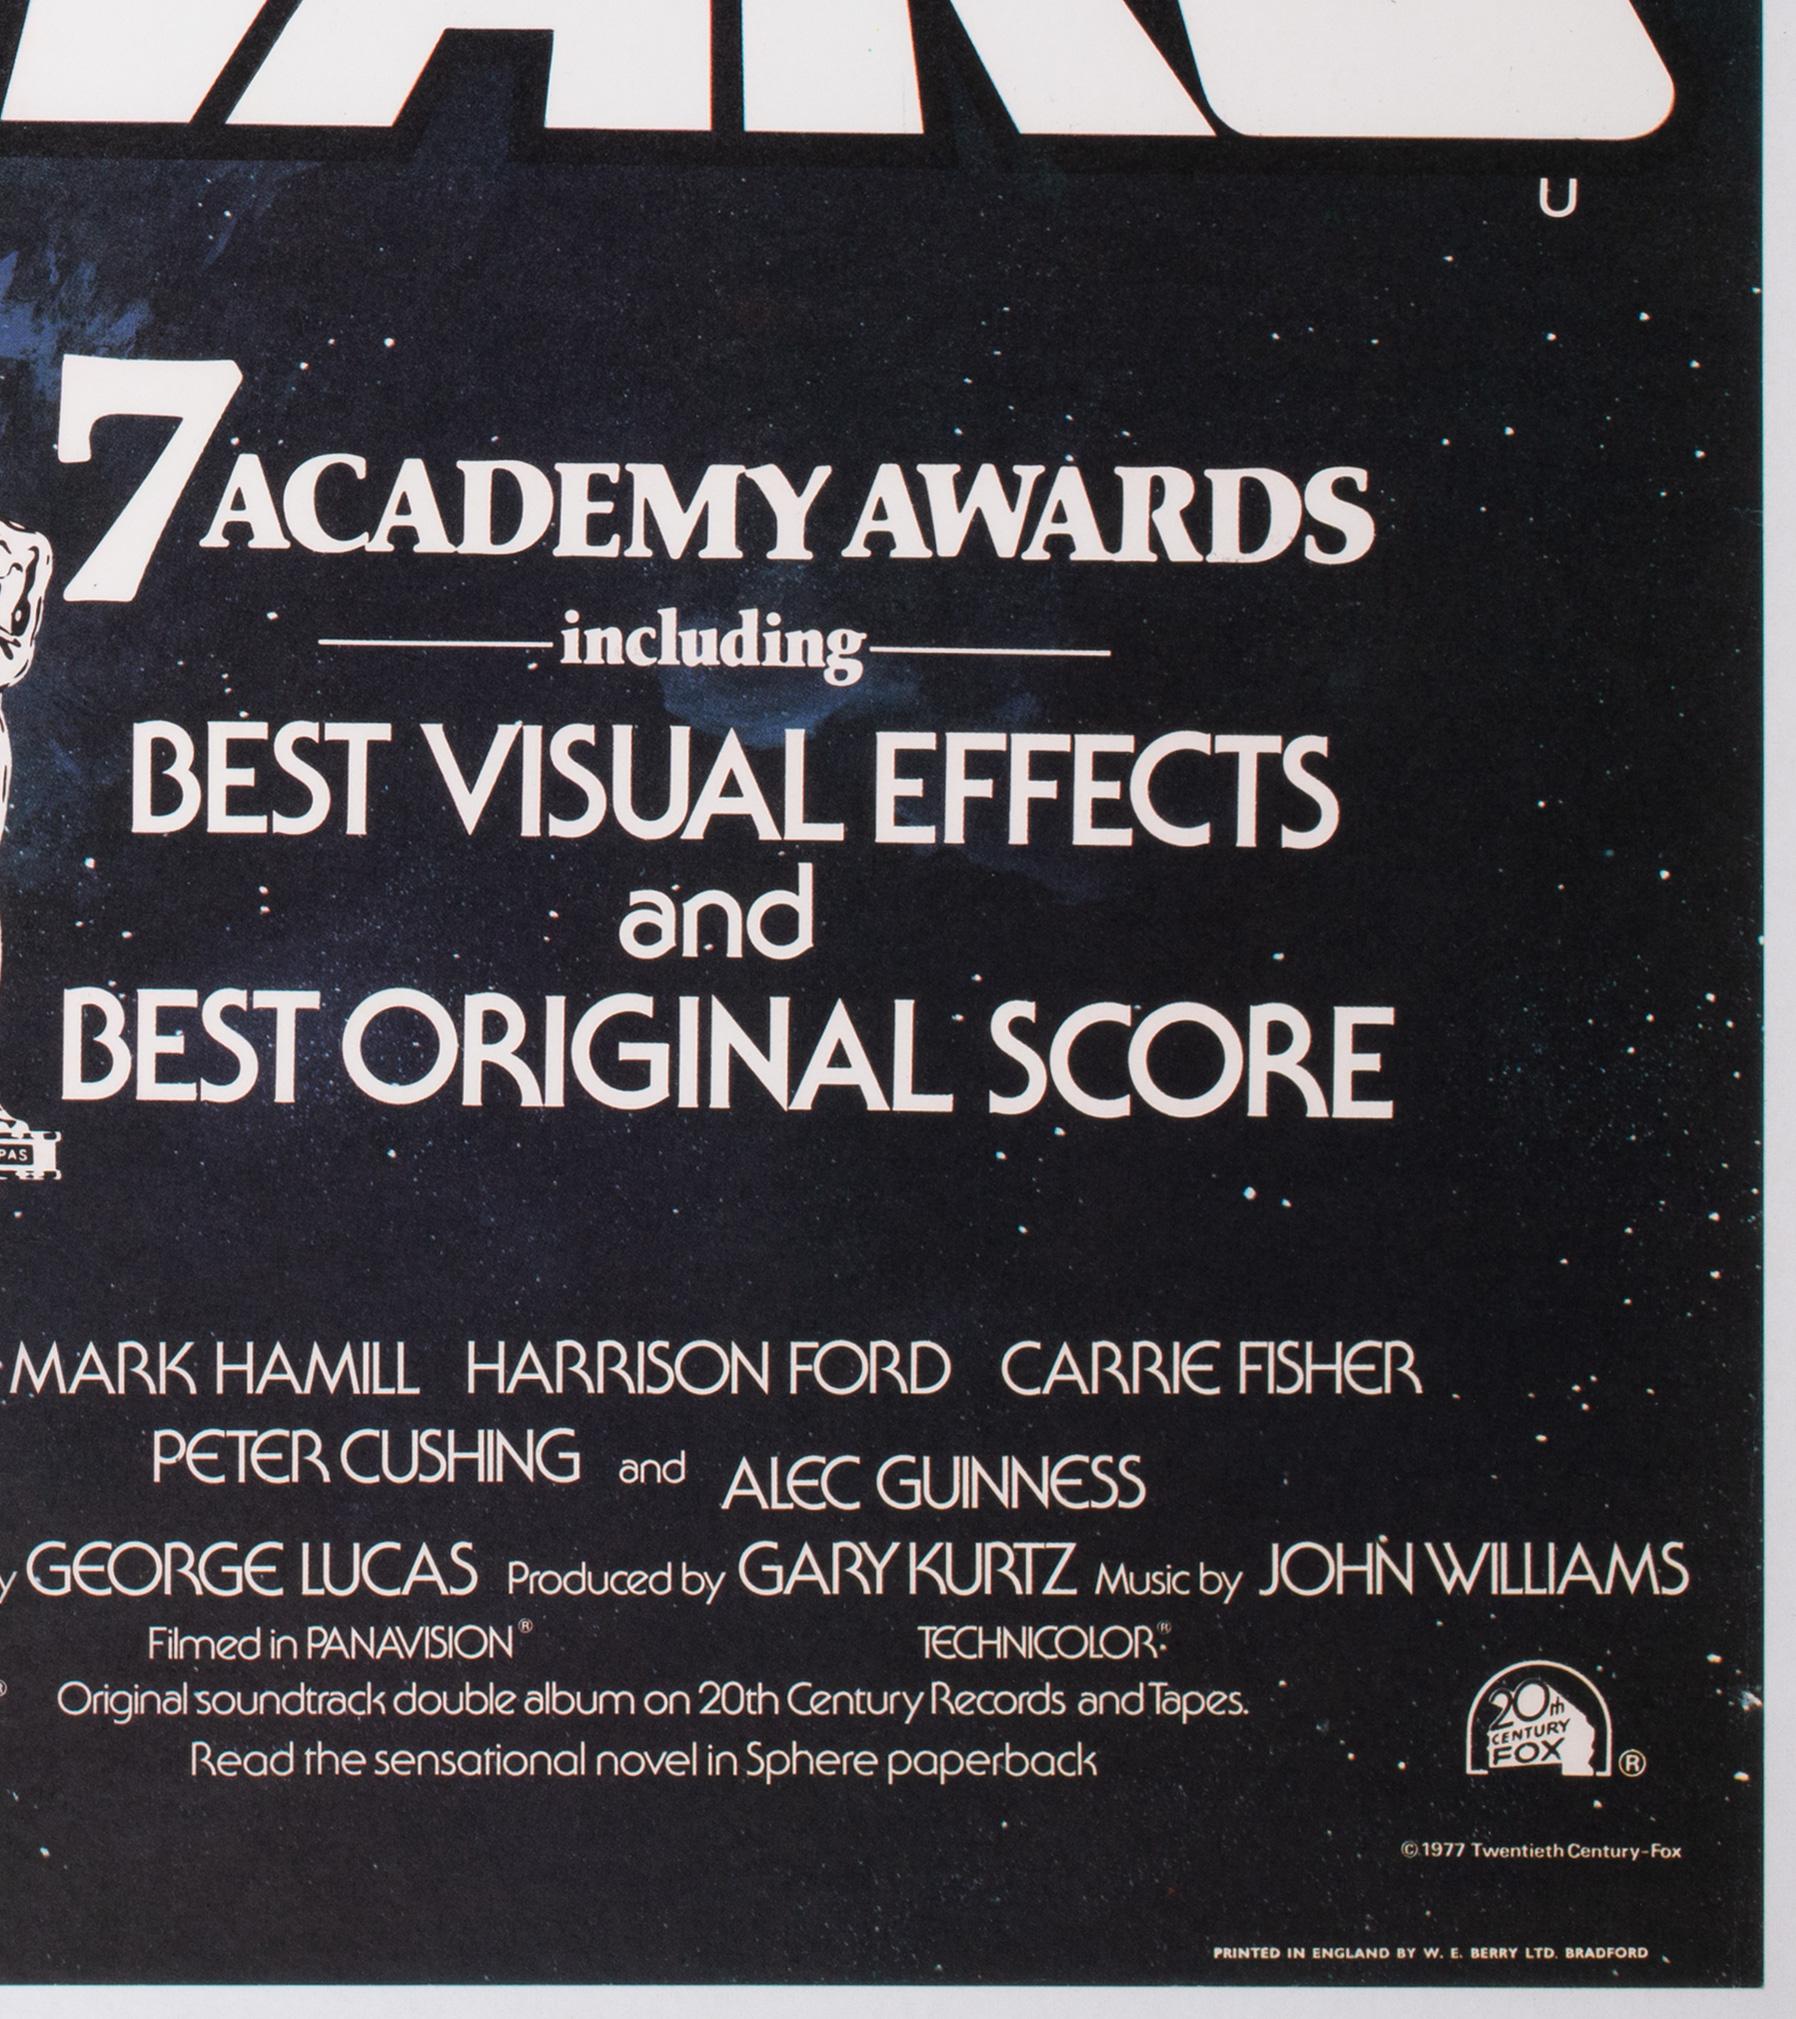 WARS
U
7 ACADEMY AWARDS
including
BEST VISUAL EFFECTS
and
BEST ORIGINAL SCORE
PAS
MARK HAMILL HARRISON FORD CARRIE FISHER
PETER CUSHING and ALEC GUINNESS
y GEORGE LUCAS Produced by GARY KURTZ Music by JOHN WILLIAMS
Filmed in PANAVISION® TECHNICOLOR®
® Original soundtrack double album on 20th Century Records and Tapes.
Read the sensational novel in Sphere paperback
20th
CENTURY
FOX ®
©1977 Twentieth Century-Fox
PRINTED IN ENGLAND BY W. E. BERRY LTD. BRADFORD